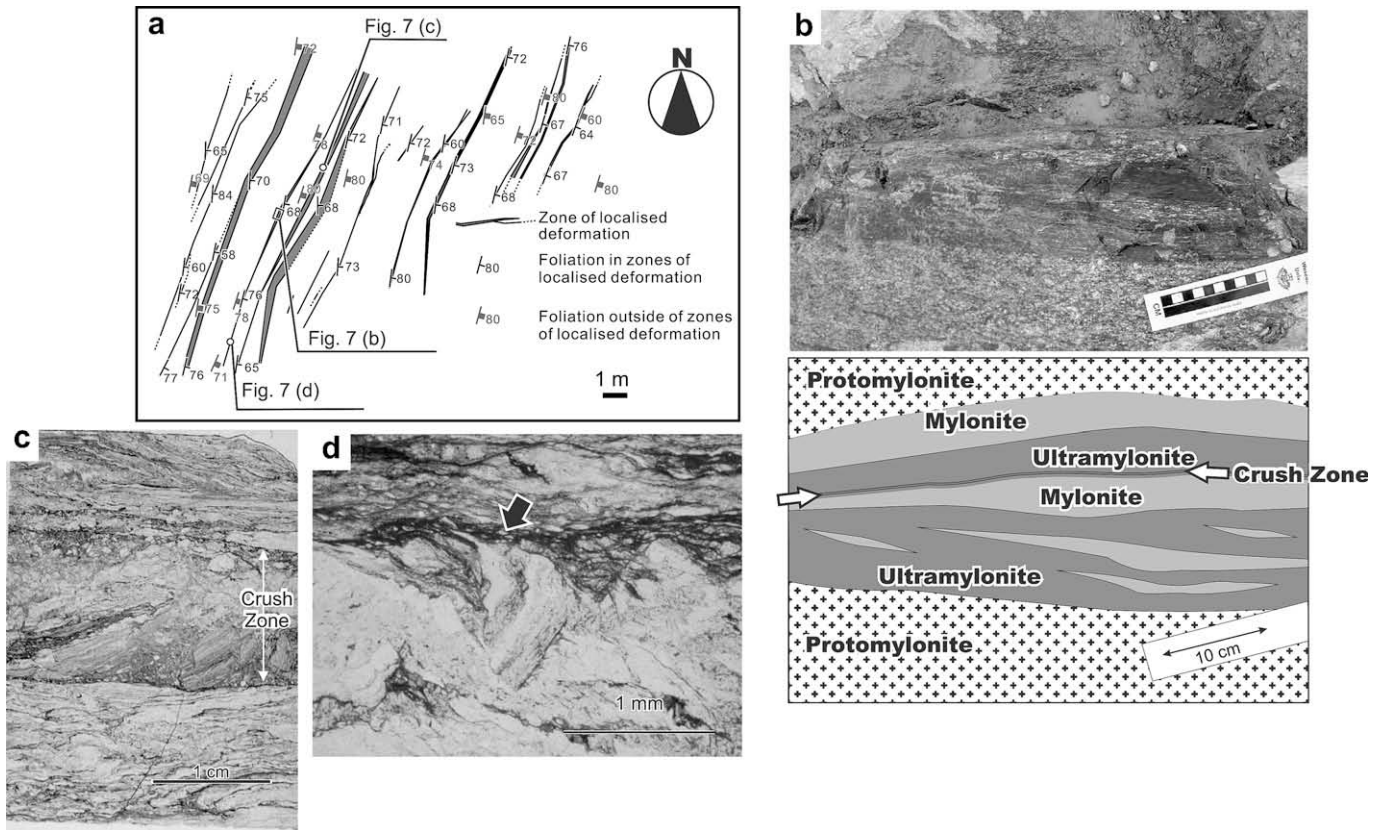 a
Fig. 7 (c)
N
72
76
72
75
80
60
65
71
72
78
67
64
65
72
60
72
74
69
84
70
80
73
67
80
80
68
68
68
68
Zone of localised
deformation
58
60
73
80
80
Foliation in zones of
localised deformation
72
76
75
78
80
Foliation outside of zones
of localised deformation
Fig. 7 (b)
77
76
71
65
1 m
Fig. 7 (d)
b
CM
Protomylonite
Mylonite
Ultramylonite
Crush Zone
Mylonite
Ultramylonite
Protomylonite
10 cm
c
Crush
Zone
1 cm
d
1 mm